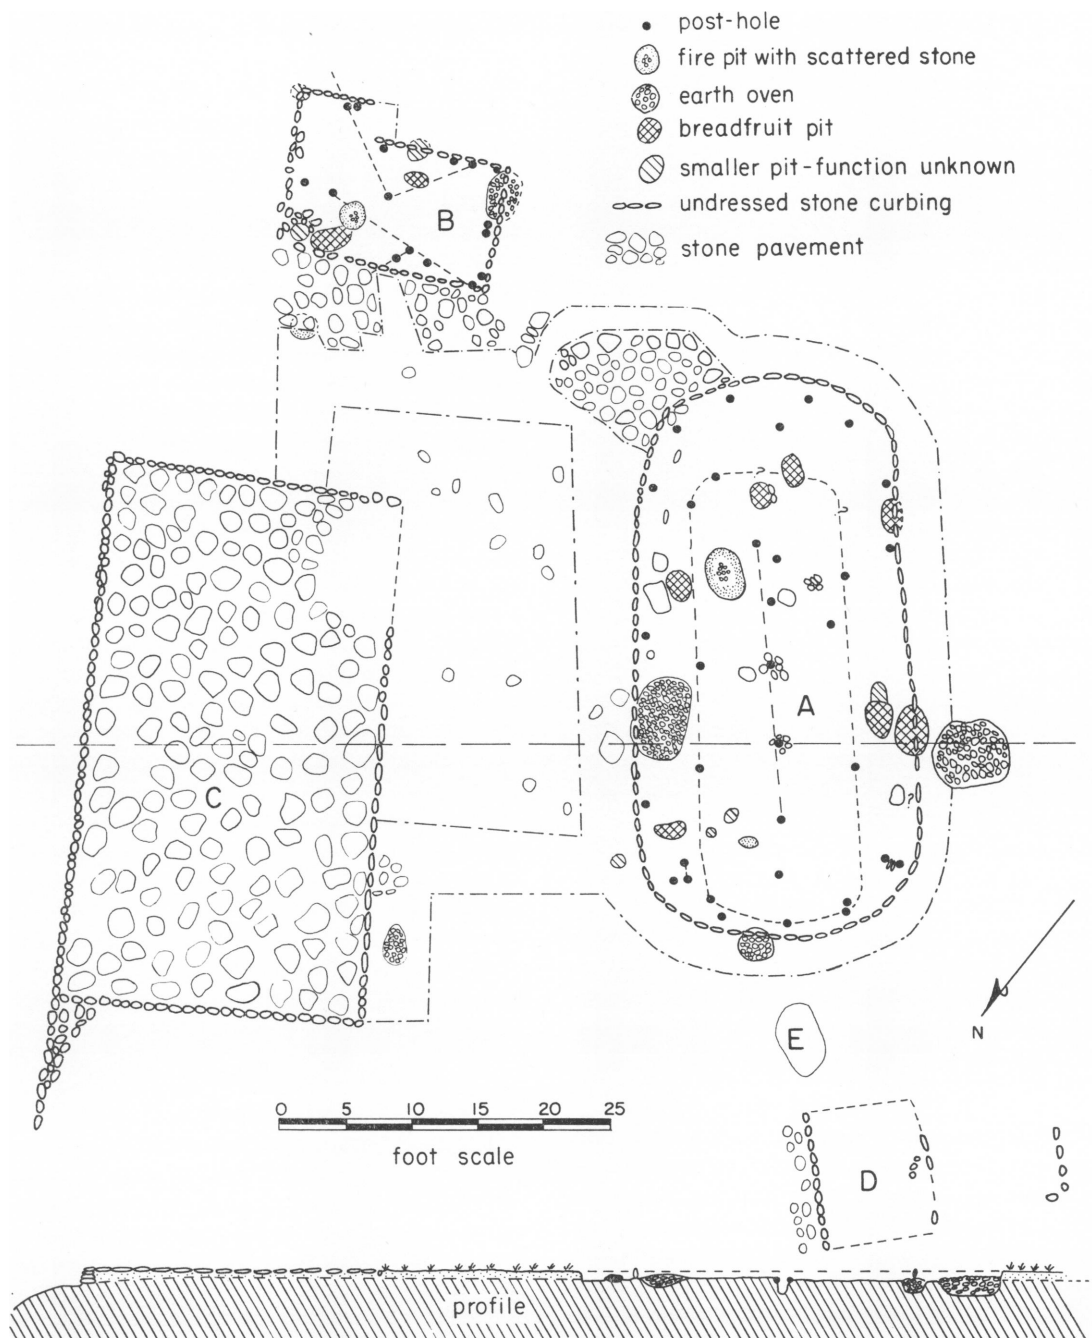 post-hole
fire pit with scattered stone
earth oven
breadfruit pit
smaller pit-function unknown
undressed stone curbing
stone pavement
B
A
?
C
N
E
0 5 10 15 20 25
foot scale
D
profile